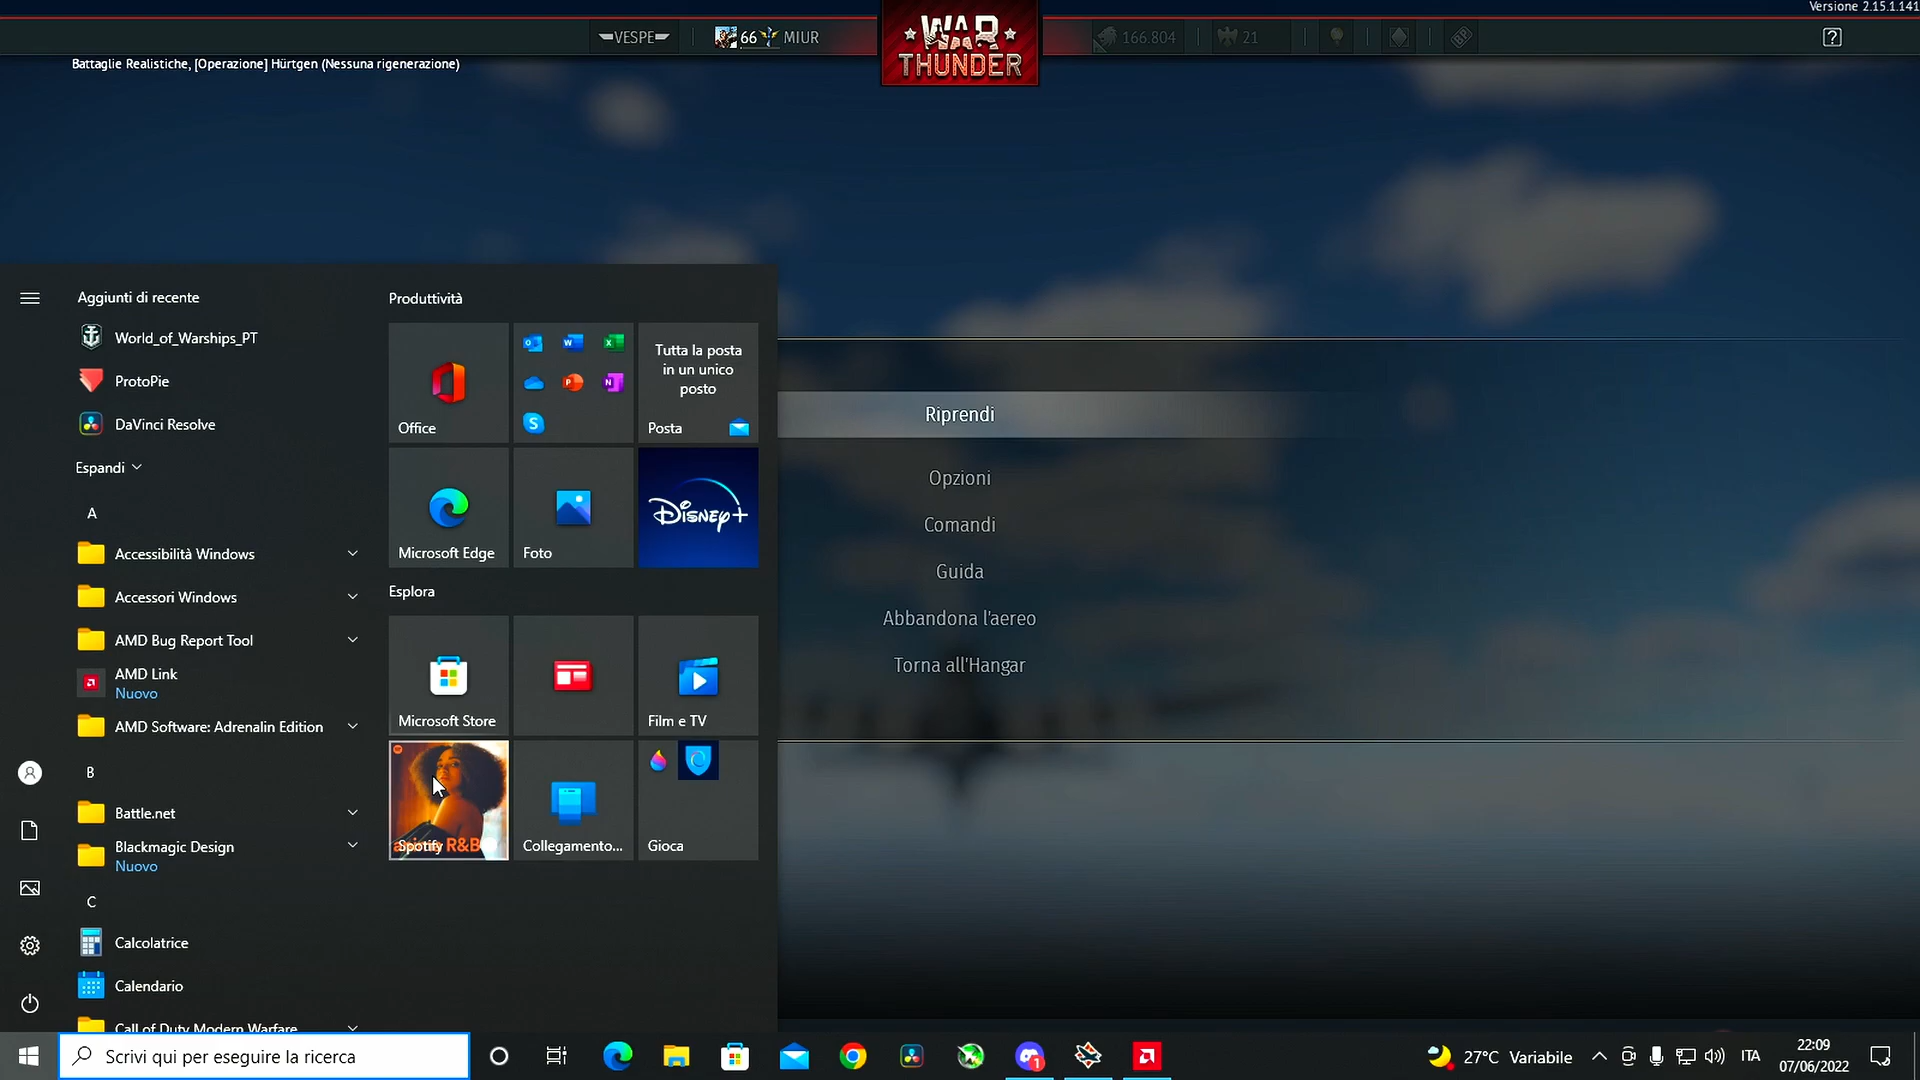 Versione 2.15.1.141
VESPE
66
MIUR
WAR
THUNDER
166.804
21
Battaglie Realistiche, [Operazione] Hürtgen (Nessuna rigenerazione)
Aggiunti di recente
World_of_Warships_PT
ProtoPie
DaVinci Resolve
Espandi
A
Accessibilità Windows
Accessori Windows
AMD Bug Report Tool
AMD Link
Nuovo
AMD Software: Adrenalin Edition
B
Battle.net
Blackmagic Design
Nuovo
C
Calcolatrice
Calendario
Call of Duty Modern Warfare
Produttività
Office
Tutta la posta
in un unico
posto
Posta
Microsoft Edge
Foto
Disney+
Esplora
Microsoft Store
Film e TV
Spotify
R&B
Collegamento...
Gioca
Riprendi
Opzioni
Comandi
Guida
Abbandona l'aereo
Torna all'Hangar
Scrivi qui per eseguire la ricerca
1
27°C Variabile
ITA
22:09
07/06/2022